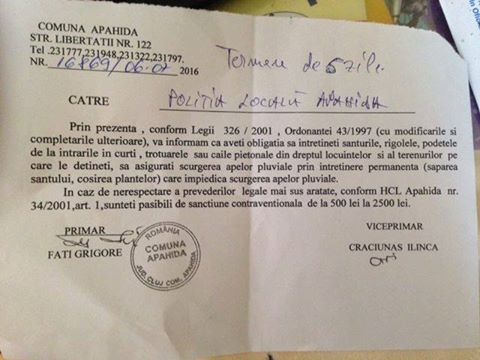 COMUNA APAHIDA
STR. LIBERTATII NR. 122
Tel .231777,231948,231322,231797.
NR. 16869/06.07 2016
Termen de 5 zile
CATRE POLITIA LOCALĂ APAHIDA
Prin prezenta , conform Legii 326 / 2001 , Ordonantei 43/1997 (cu modificarile si
completarile ulterioare), va informam ca aveti obligatia sa intretineti santurile, rigolele, podetele
de la intrarile in curti , trotuarele sau caile pietonale din dreptul locuintelor si al terenurilor pe
care le detineti, sa asigurati scurgerea apelor pluviale prin intretinere permanenta (saparea
santului, cosirea plantelor) care impiedica scurgerea apelor pluviale.
In caz de nerespectare a prevederilor legale mai sus aratate, conform HCL Apahida nr.
34/2001,art. 1,sunteti pasibili de sanctiune contraventionala de la 500 lei la 2500 lei.
PRIMAR
FATI GRIGORE
ROMÂNIA
COMUNA
APAHIDA
JUD. CLUJ COM. APAHIDA
VICEPRIMAR
CRACIUNAS ILINCA